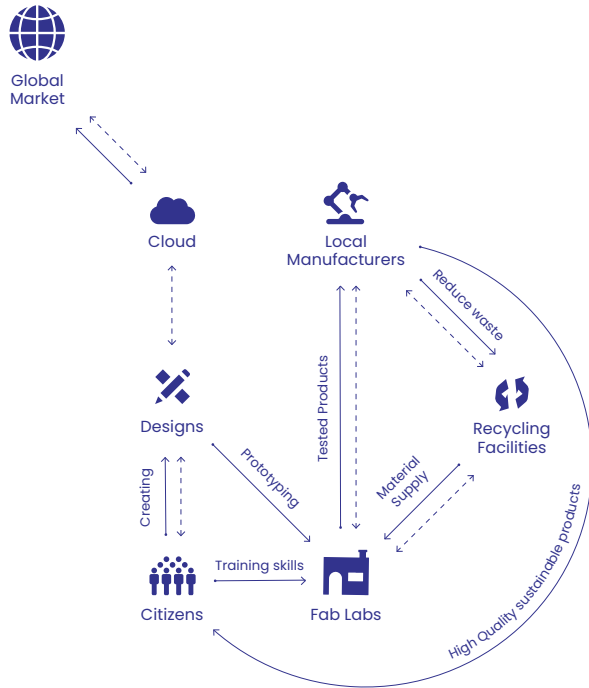 Global
Market
Cloud
Local
Manufacturers
Reduce waste
Designs
Recycling
Facilities
Tested Products
Prototyping
Material
Supply
Creating
Training skills
Citizens
Fab Labs
High Quality sustainable products